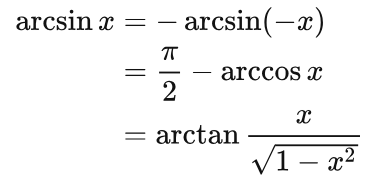 arcsin x = − arcsin(−x)
= π/2 − arccos x
= arctan x/√(1 − x²)